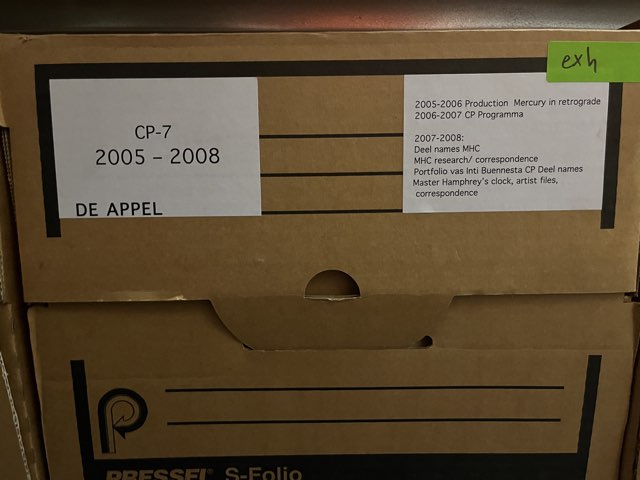 exh
CP-7
2005 – 2008
DE APPEL
2005-2006 Production Mercury in retrograde
2006-2007 CP Programma
2007-2008:
Deel names MHC
MHC research/ correspondence
Portfolio vas Inti Buennesta CP Deel names
Master Hamphrey's clock, artist files,
correspondence
PRESSEL S-Folio